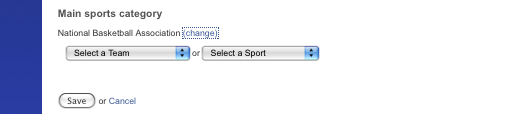 Main sports category
National Basketball Association (change)
Select a Team or Select a Sport
Save or Cancel